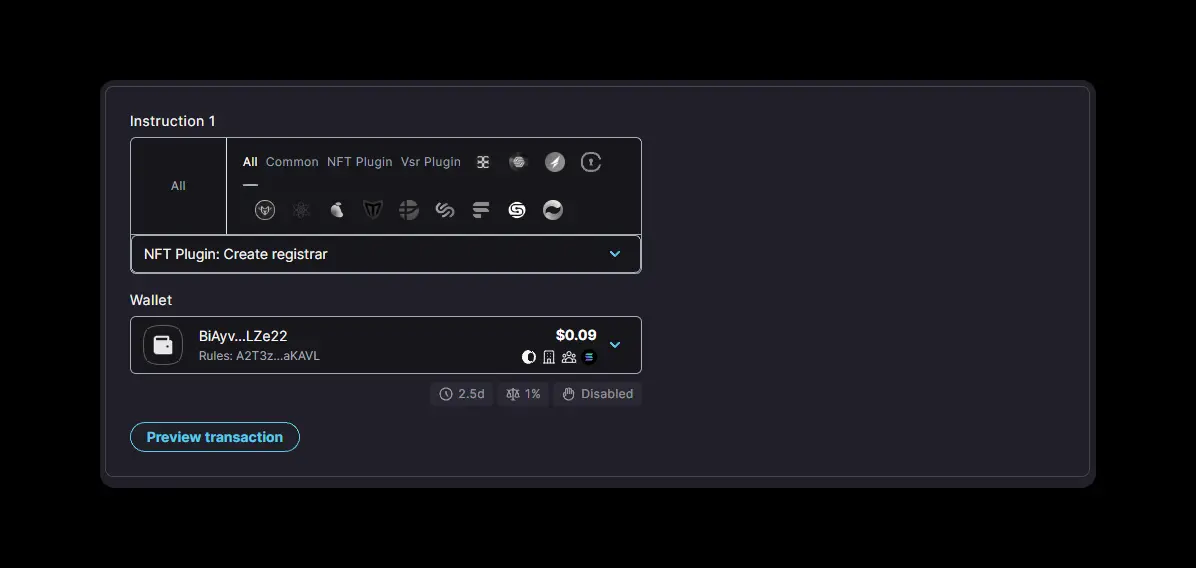 Instruction 1
All
All Common NFT Plugin Vsr Plugin
NFT Plugin: Create registrar
Wallet
BiAyv...LZe22
$0.09
Rules: A2T3z...aKAVL
2.5d 1% Disabled
Preview transaction